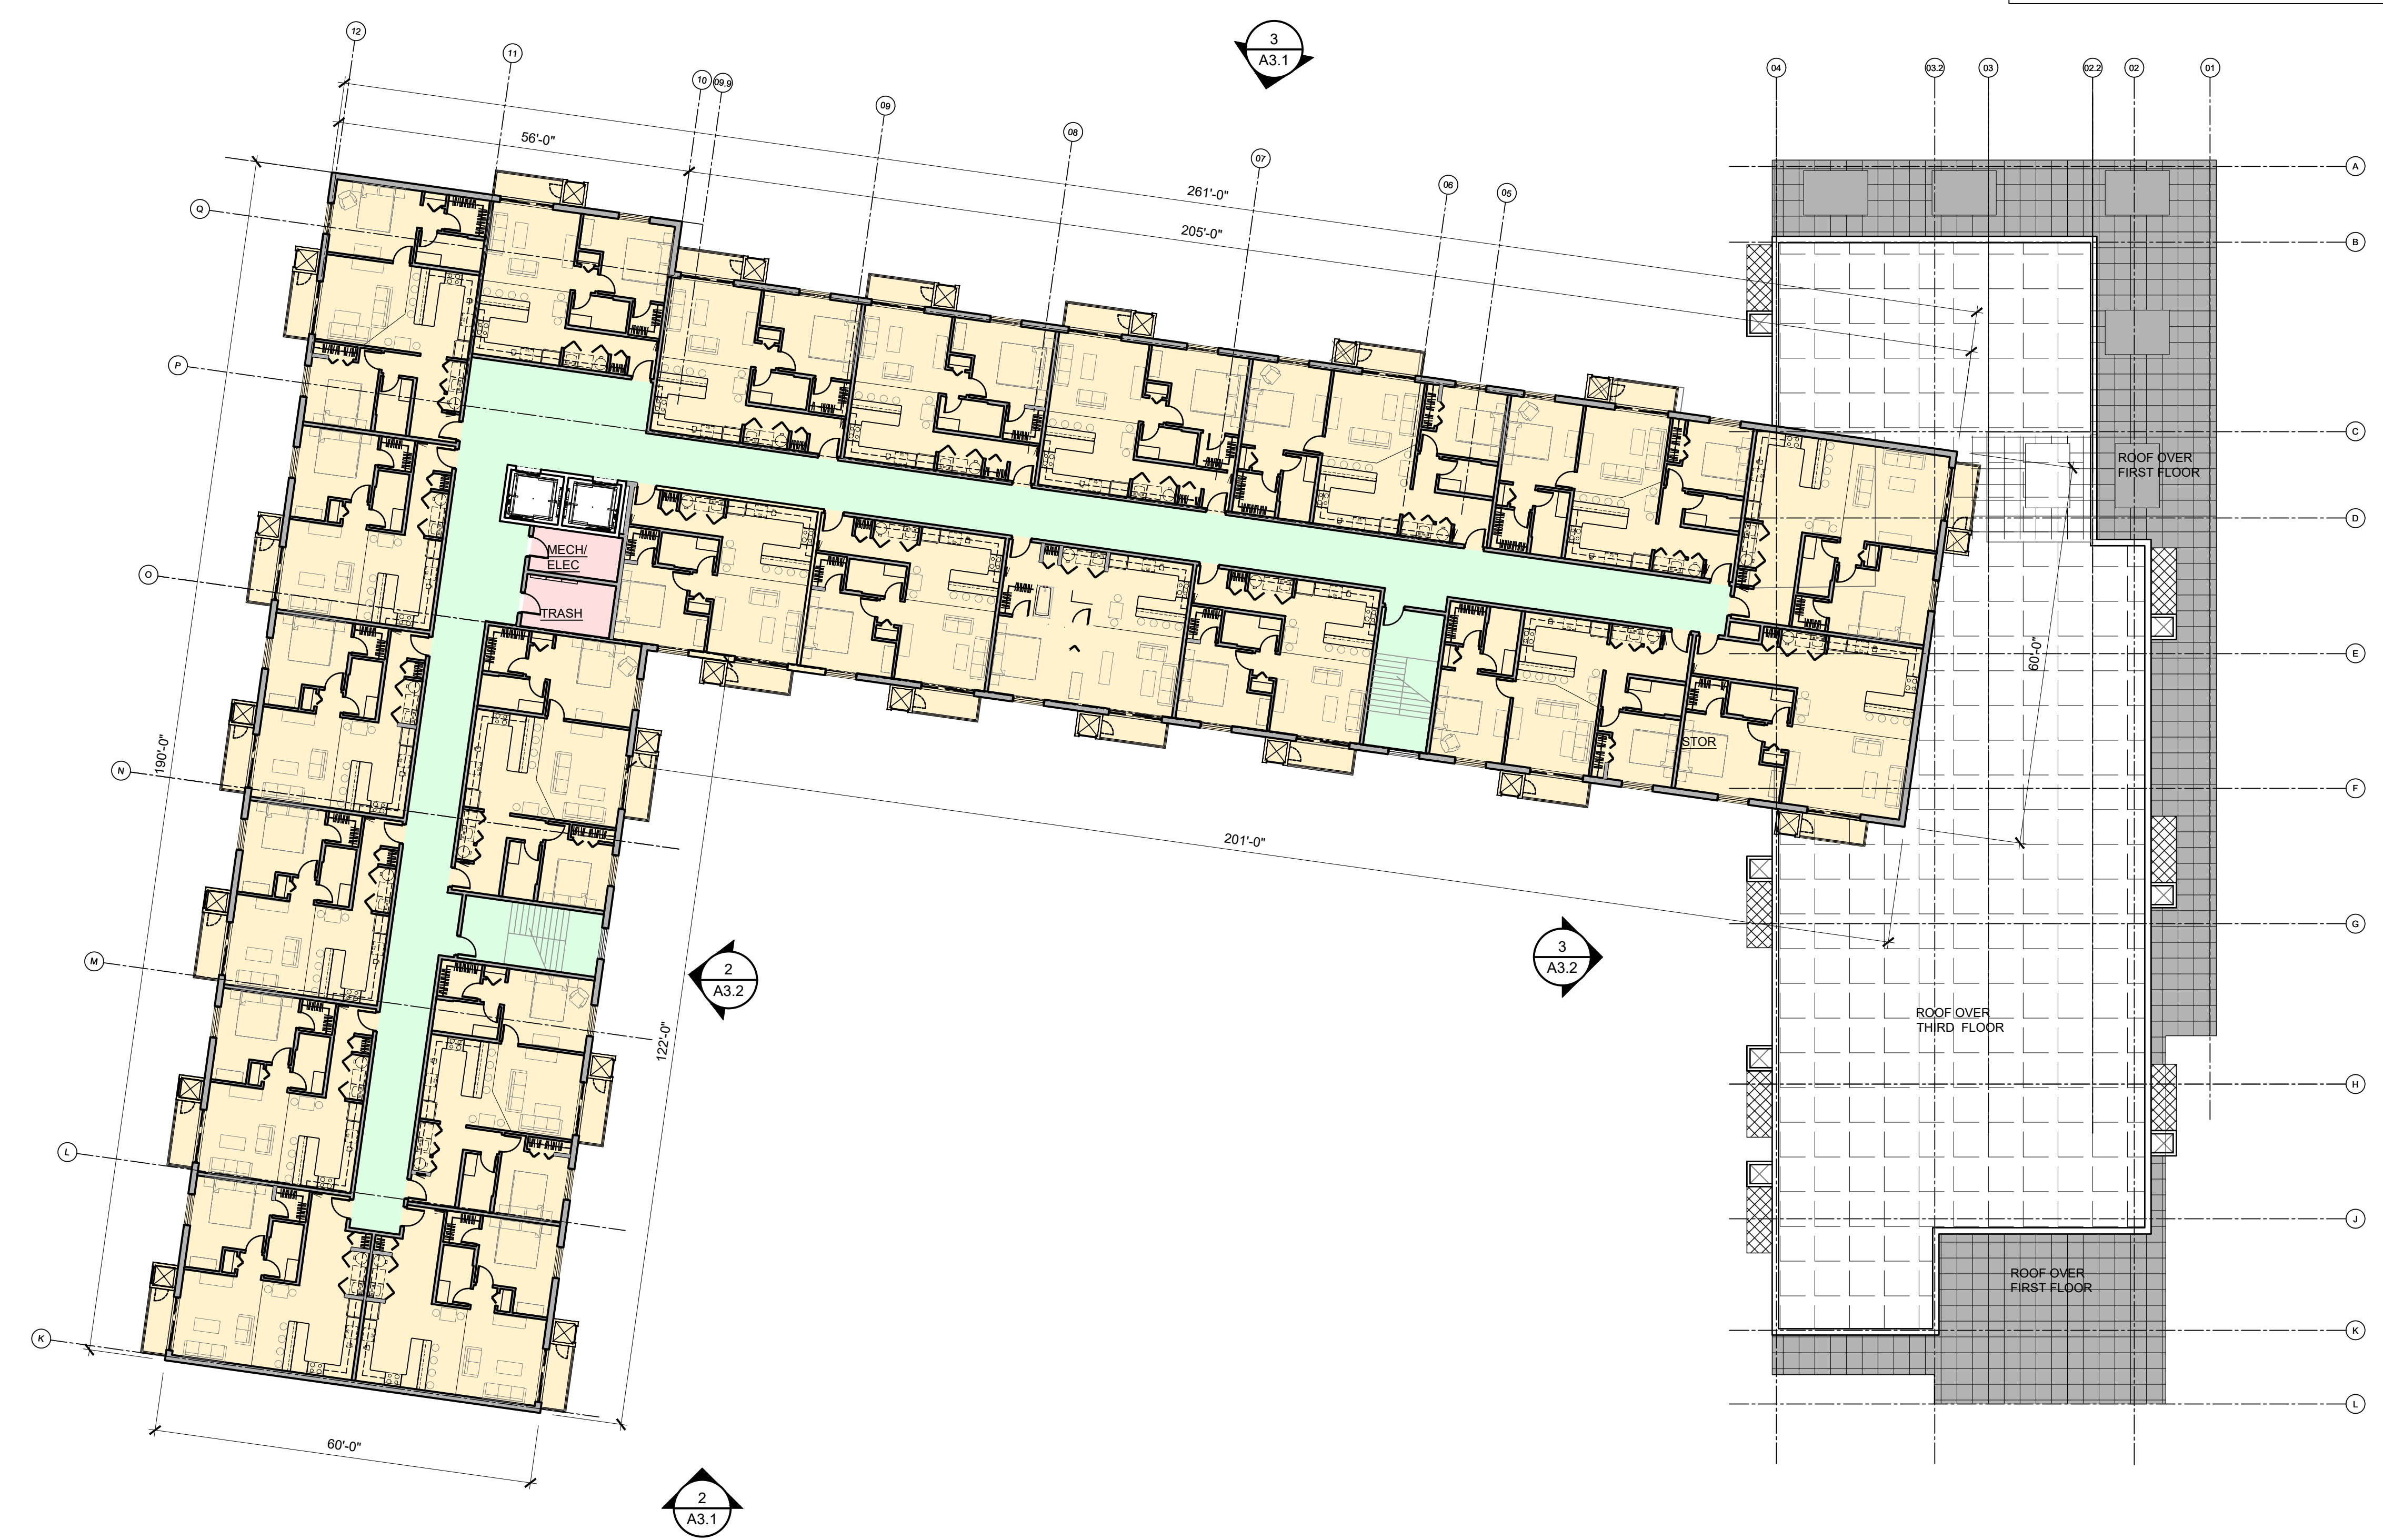 12
11
10
09.9
09
08
07
06
05
3
A3.1
04
03.2
03
02.2
02
01
56'-0"
261'-0"
205'-0"
Q
P
O
N
M
L
K
A
B
C
D
E
F
G
H
J
K
L
ROOF OVER
FIRST FLOOR
MECH/
ELEC
TRASH
STOR
60'-0"
190'-0"
201'-0"
122'-0"
2
A3.2
3
A3.2
ROOF OVER
THIRD FLOOR
ROOF OVER
FIRST FLOOR
60'-0"
2
A3.1